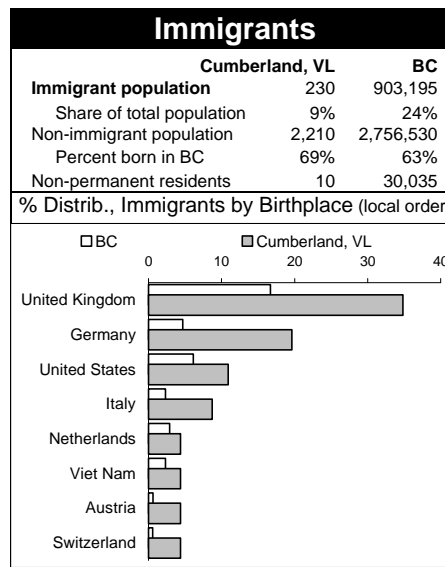 Immigrants
Cumberland, VL BC
Immigrant population 230 903,195
Share of total population 9% 24%
Non-immigrant population 2,210 2,756,530
Percent born in BC 69% 63%
Non-permanent residents 10 30,035
% Distrib., Immigrants by Birthplace (local order
BC Cumberland, VL
0 10 20 30 40
United Kingdom
Germany
United States
Italy
Netherlands
Viet Nam
Austria
Switzerland